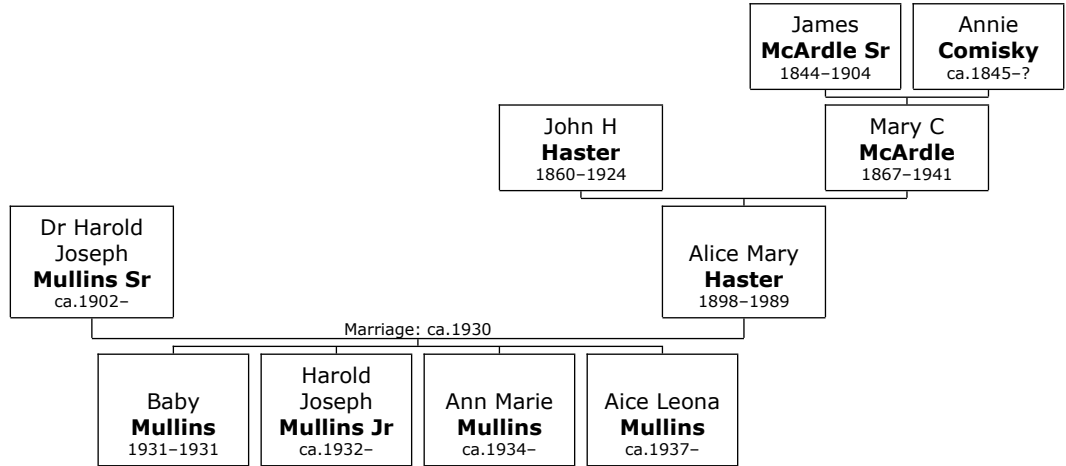 James
McArdle Sr
1844–1904
Annie
Comisky
ca.1845–?
John H
Haster
1860–1924
Mary C
McArdle
1867–1941
Dr Harold
Joseph
Mullins Sr
ca.1902–
Alice Mary
Haster
1898–1989
Marriage: ca.1930
Baby
Mullins
1931–1931
Harold
Joseph
Mullins Jr
ca.1932–
Ann Marie
Mullins
ca.1934–
Aice Leona
Mullins
ca.1937–